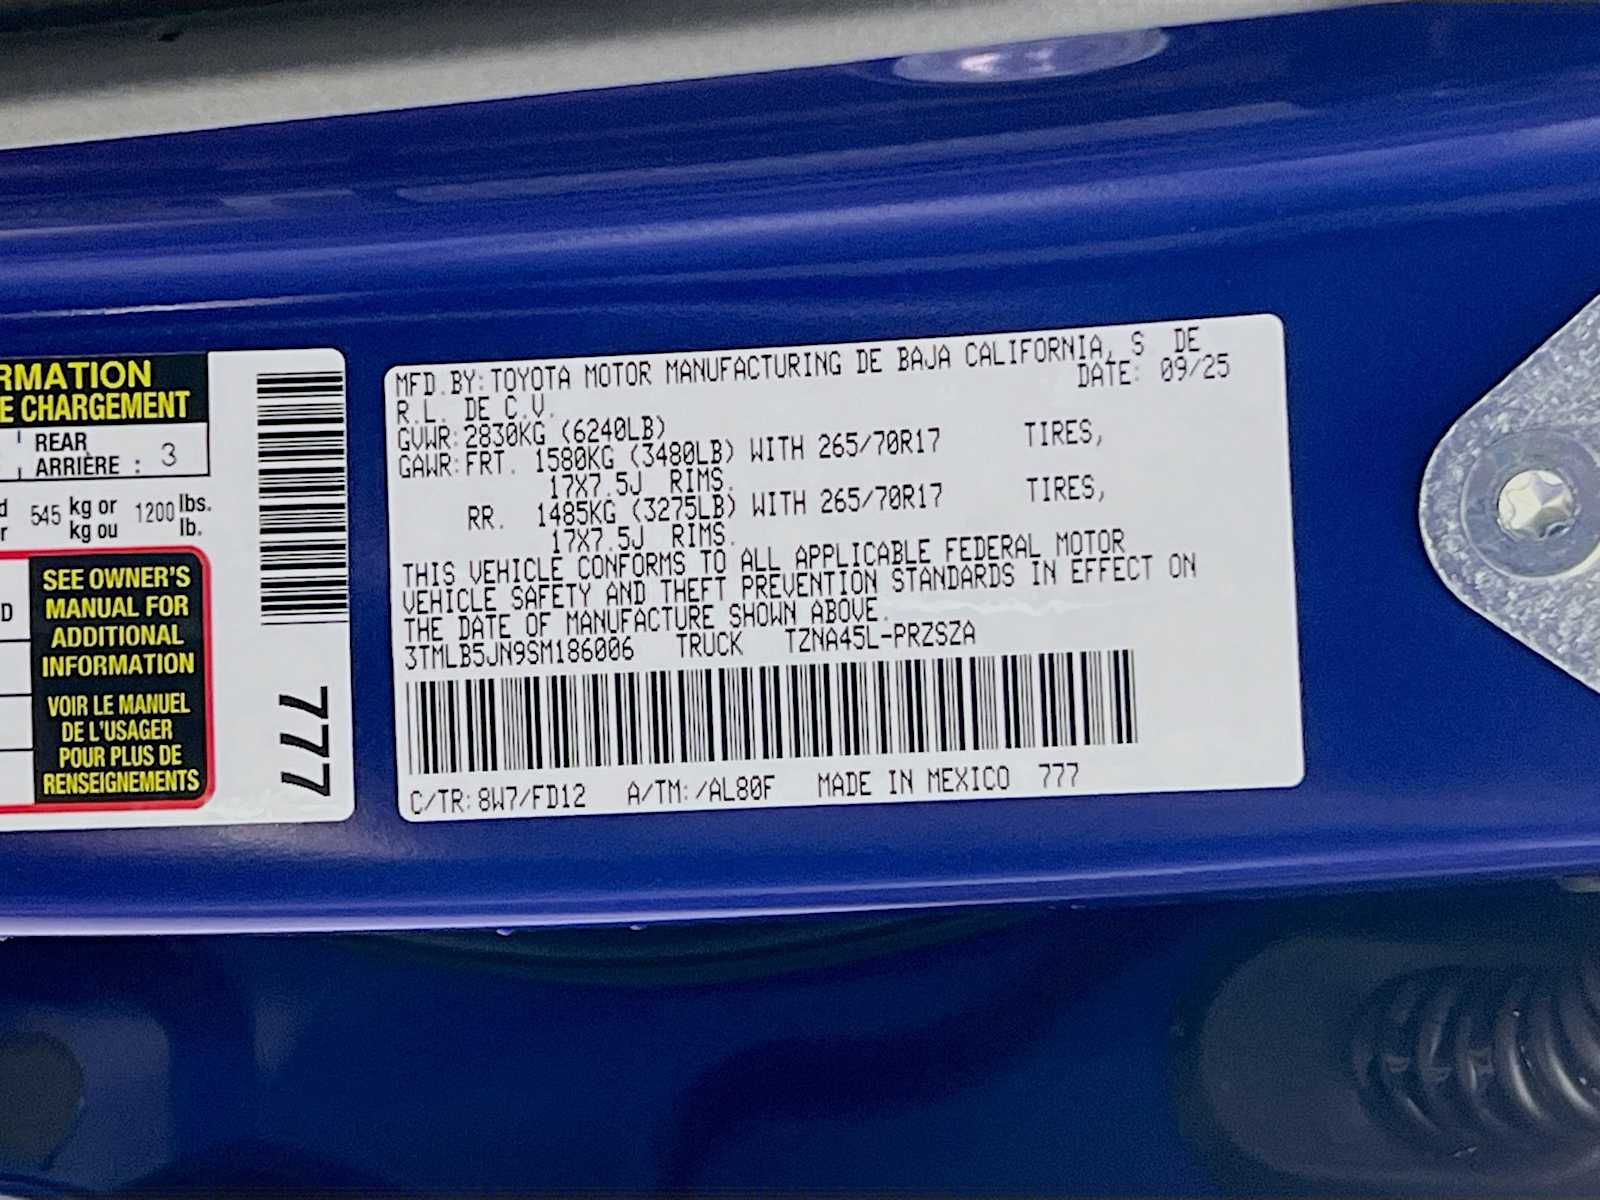 RMATION
E CHARGEMENT
REAR
ARRIÈRE : 3
545 kg or 1200 lbs.
kg ou lb.
SEE OWNER'S
MANUAL FOR
ADDITIONAL
INFORMATION
VOIR LE MANUEL
DE L'USAGER
POUR PLUS DE
RENSEIGNEMENTS
777
MFD.BY:TOYOTA MOTOR MANUFACTURING DE BAJA CALIFORNIA, S DE
R.L. DE C.V. DATE: 09/25
GVWR:2830KG (6240LB)
GAWR:FRT. 1580KG (3480LB) WITH 265/70R17 TIRES,
17X7.5J RIMS.
RR. 1485KG (3275LB) WITH 265/70R17 TIRES,
17X7.5J RIMS.
THIS VEHICLE CONFORMS TO ALL APPLICABLE FEDERAL MOTOR
VEHICLE SAFETY AND THEFT PREVENTION STANDARDS IN EFFECT ON
THE DATE OF MANUFACTURE SHOWN ABOVE.
3TMLB5JN9SM186006 TRUCK TZNA45L-PRZSZA
C/TR:8W7/FD12 A/TM:/AL80F MADE IN MEXICO 777